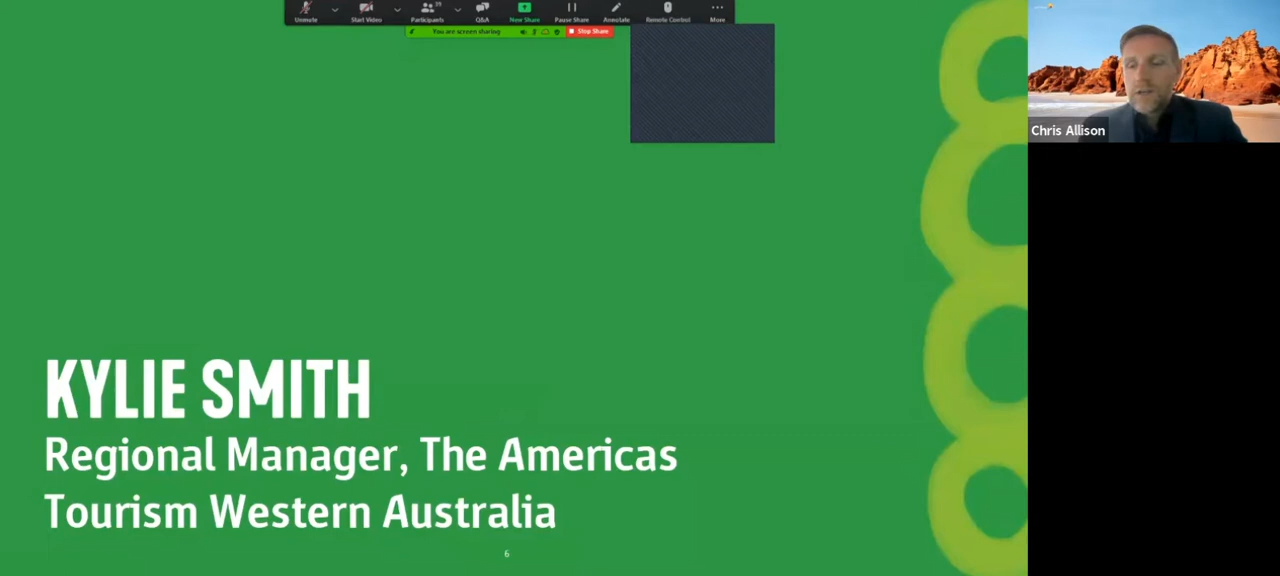 39
Unmute
Start Video
Participants
Q&A
New Share
Pause Share
Annotate
Remote Control
More
You are screen sharing
Stop Share
Chris Allison
KYLIE SMITH
Regional Manager, The Americas
Tourism Western Australia
6